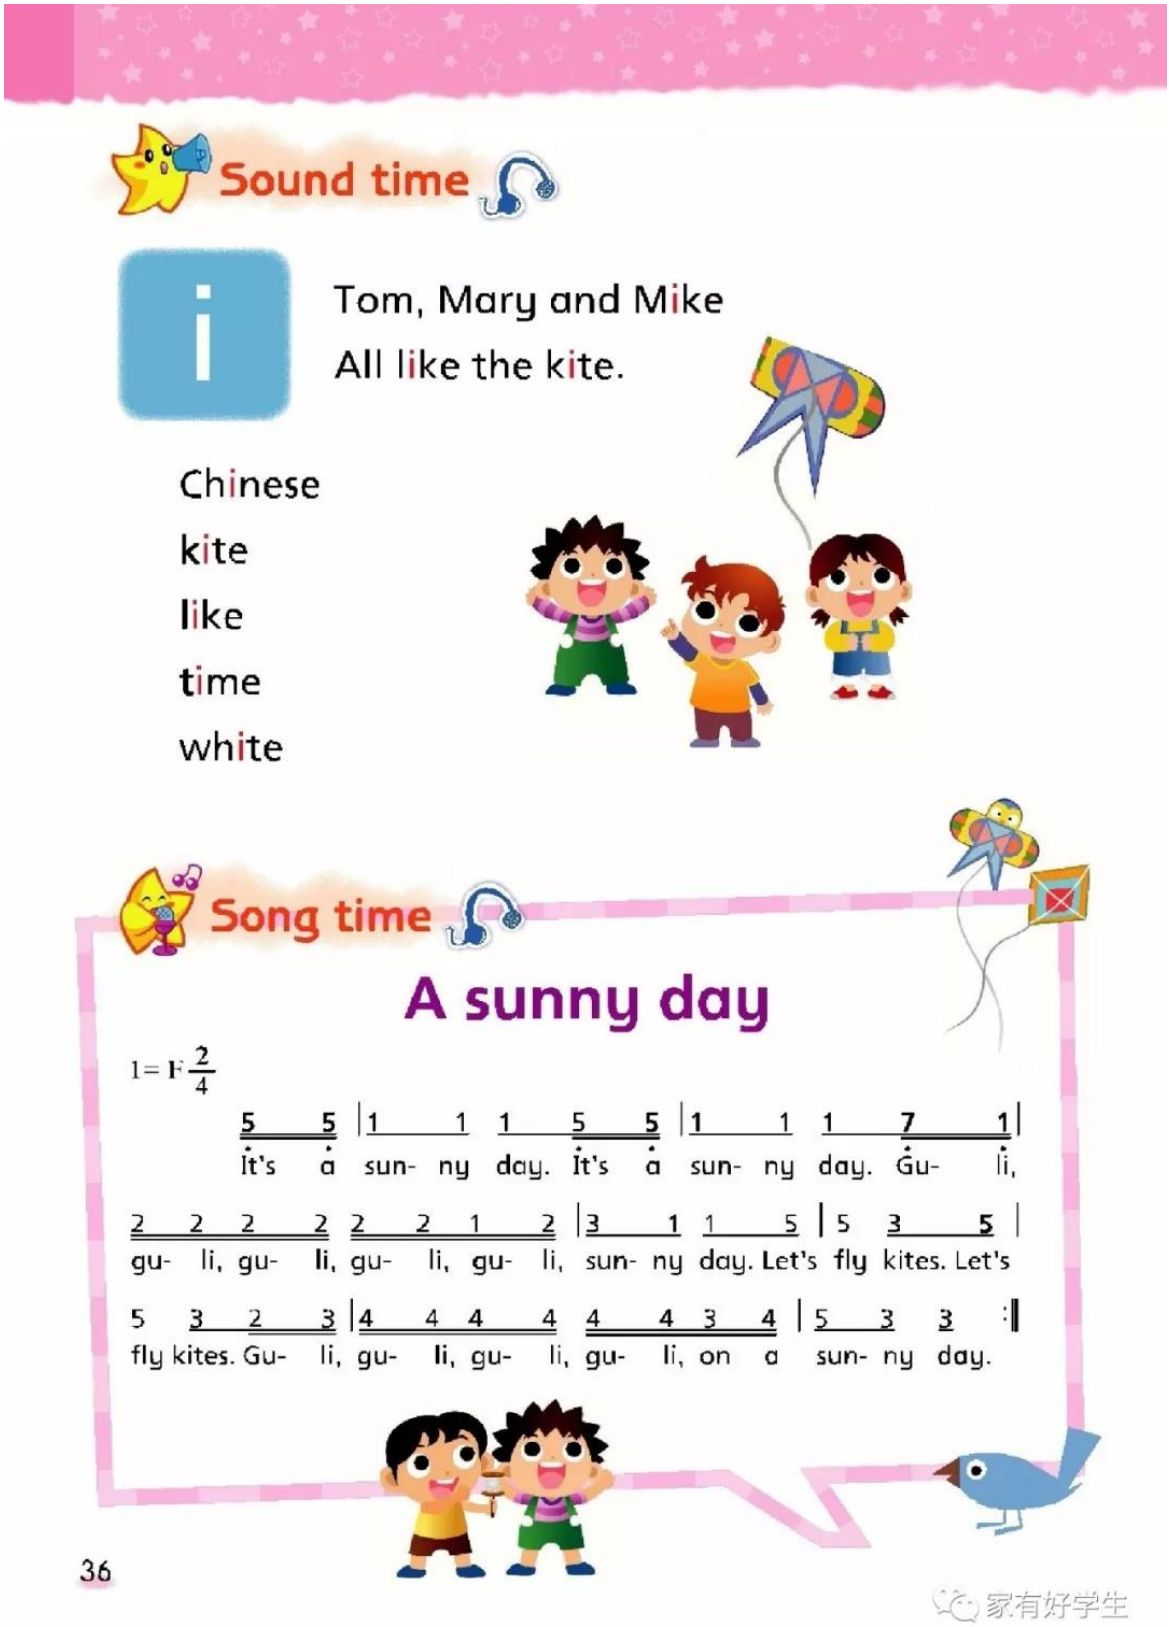 Sound time
i
Tom, Mary and Mike
All like the kite.
Chinese
kite
like
time
white
Song time
A sunny day
1= F 2/4
5 5 | 1 1 1 5 5 | 1 1 1 7 1 |
It's a sun- ny day. It's a sun- ny day. Gu- li,
2 2 2 2 2 2 1 2 | 3 1 1 5 | 5 3 5 |
gu- li, gu- li, gu- li, gu- li, sun- ny day. Let's fly kites. Let's
5 3 2 3 | 4 4 4 4 4 4 3 4 | 5 3 3 :||
fly kites. Gu- li, gu- li, gu- li, gu- li, on a sun- ny day.
36
家有好学生